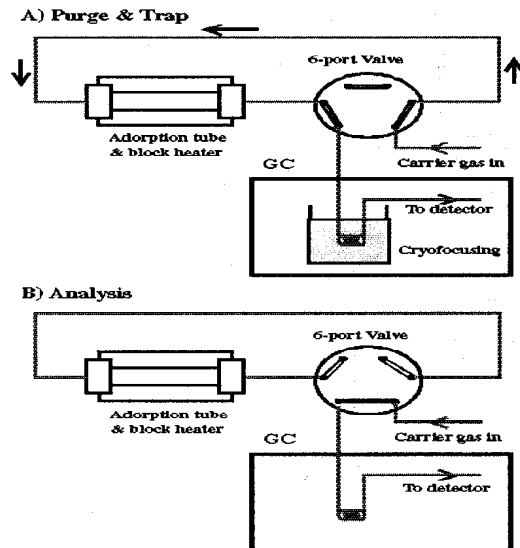 A) Purge & Trap
6-port Valve
Adorption tube
& block heater
Carrier gas in
GC
To detector
Cryofocusing
B) Analysis
6-port Valve
Adorption tube
& block heater
Carrier gas in
GC
To detector